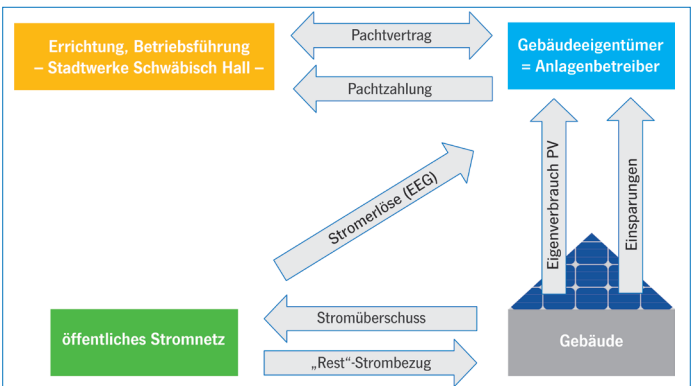 Errichtung, Betriebsführung
– Stadtwerke Schwäbisch Hall –
Pachtvertrag
Pachtzahlung
Gebäudeeigentümer
= Anlagenbetreiber
Stromerlöse (EEG)
Eigenverbrauch PV
Einsparungen
öffentliches Stromnetz
Stromüberschuss
„Rest“-Strombezug
Gebäude